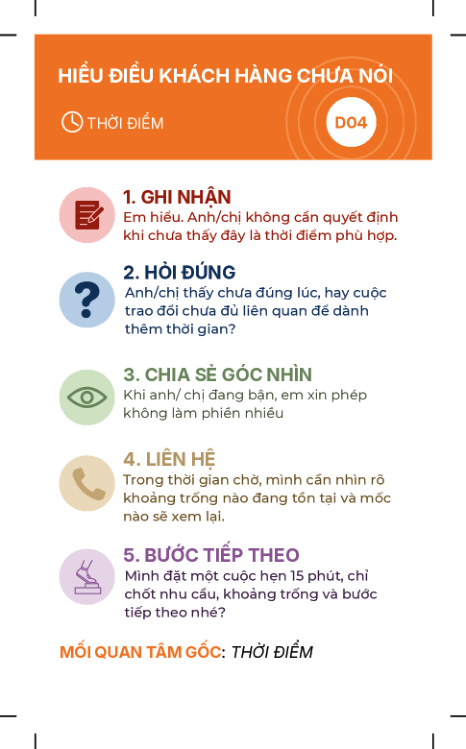 HIỂU ĐIỀU KHÁCH HÀNG CHƯA NÓI
THỜI ĐIỂM
D04
1. GHI NHẬN
Em hiểu. Anh/chị không cần quyết định
khi chưa thấy đây là thời điểm phù hợp.
2. HỎI ĐÚNG
Anh/chị thấy chưa đúng lúc, hay cuộc
trao đổi chưa đủ liên quan để dành
thêm thời gian?
3. CHIA SẺ GÓC NHÌN
Khi anh/ chị đang bận, em xin phép
không làm phiền nhiều
4. LIÊN HỆ
Trong thời gian chờ, mình cần nhìn rõ
khoảng trống nào đang tồn tại và mốc
nào sẽ xem lại.
5. BƯỚC TIẾP THEO
Mình đặt một cuộc hẹn 15 phút, chỉ
chốt nhu cầu, khoảng trống và bước
tiếp theo nhé?
MỐI QUAN TÂM GỐC: THỜI ĐIỂM